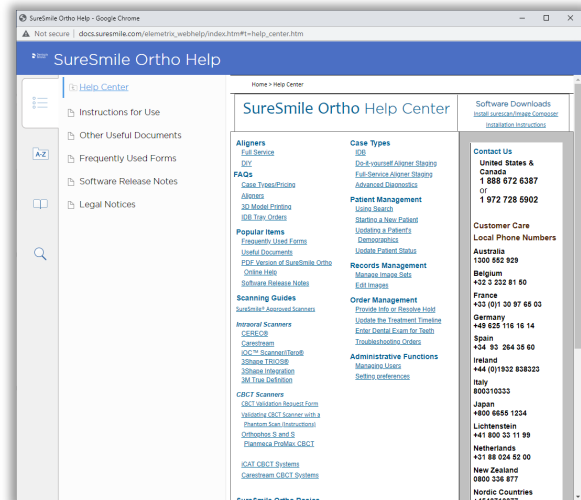 SureSmile Ortho Help - Google Chrome
Not secure | docs.suresmile.com/elemetrix_webhelp/index.htm#t=help_center.htm
SureSmile Ortho Help
Help Center
Instructions for Use
Other Useful Documents
Frequently Used Forms
Software Release Notes
Legal Notices
A-Z
Home > Help Center
SureSmile Ortho Help Center
Software Downloads
Install surescan/Image Composer
Installation Instructions
Aligners
Full Service
DIY
FAQs
Case Types/Pricing
Aligners
3D Model Printing
IDB Tray Orders
Popular Items
Frequently Used Forms
Useful Documents
PDF Version of SureSmile Ortho
Online Help
Software Release Notes
Scanning Guides
SureSmile® Approved Scanners
Intraoral Scanners
CEREC®
Carestream
iOC™ Scanner/iTero®
3Shape TRIOS®
3Shape Integration
3M True Definition
CBCT Scanners
CBCT Validation Request Form
Validating CBCT Scanner with a
Phantom Scan (Instructions)
Orthophos S and S
Planmeca ProMax CBCT
iCAT CBCT Systems
Carestream CBCT Systems
SureSmile Ortho Basics
Case Types
IDB
Do-it-yourself Aligner Staging
Full-Service Aligner Staging
Advanced Diagnostics
Patient Management
Using Search
Starting a New Patient
Updating a Patient's
Demographics
Update Patient Status
Records Management
Manage Image Sets
Edit Images
Order Management
Provide Info or Resolve Hold
Update the Treatment Timeline
Enter Dental Exam for Teeth
Troubleshooting Orders
Administrative Functions
Managing Users
Setting preferences
Contact Us
United States &
Canada
1 888 672 6387
or
1 972 728 5902
Customer Care
Local Phone Numbers
Australia
1300 552 929
Belgium
+32 3 232 81 50
France
+33 (0)1 30 97 65 03
Germany
+49 625 116 16 14
Spain
+34 93 264 35 60
Ireland
+44 (0)1932 838323
Italy
800310333
Japan
+800 6655 1234
Lichtenstein
+41 800 33 11 99
Netherlands
+31 88 024 52 00
New Zealand
0800 336 877
Nordic Countries